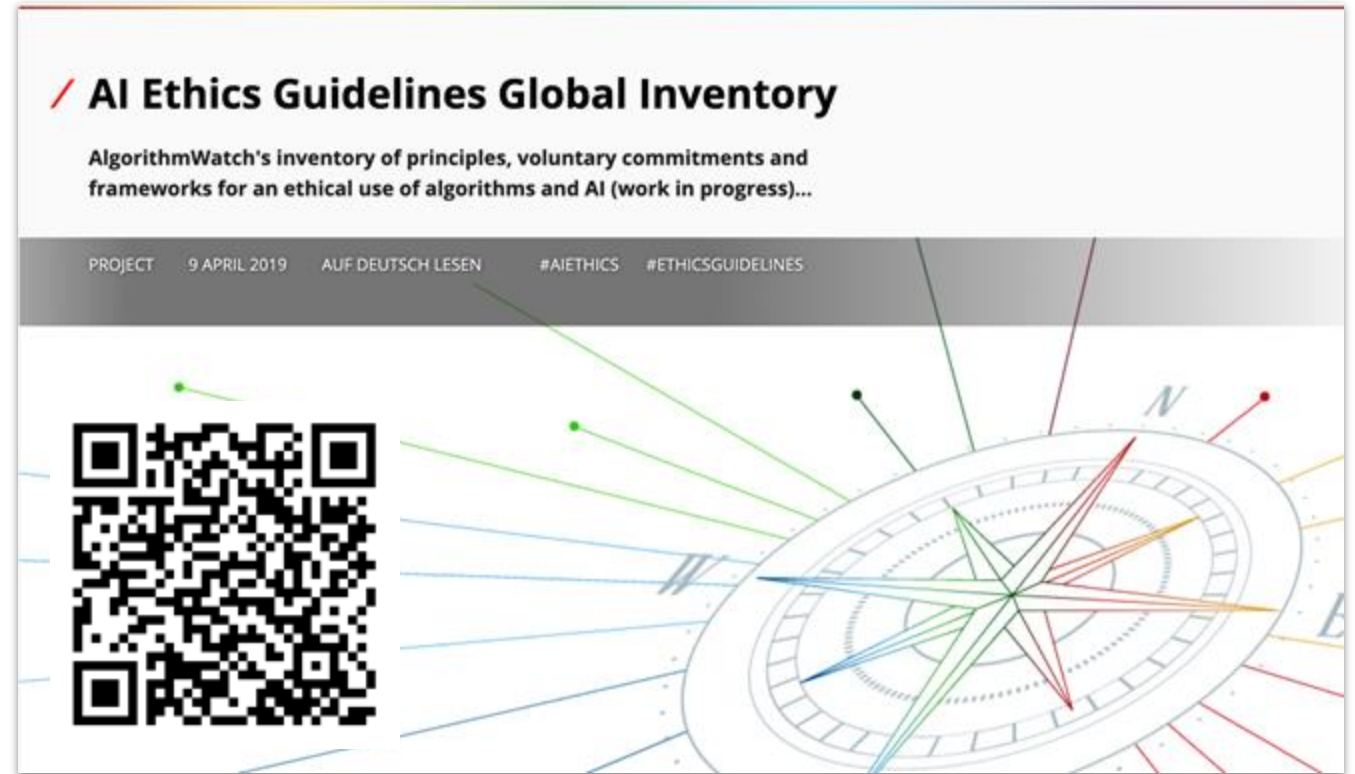 / AI Ethics Guidelines Global Inventory
AlgorithmWatch's inventory of principles, voluntary commitments and
frameworks for an ethical use of algorithms and AI (work in progress)...
PROJECT 9 APRIL 2019 AUF DEUTSCH LESEN #AIETHICS #ETHICSGUIDELINES
N
W
E